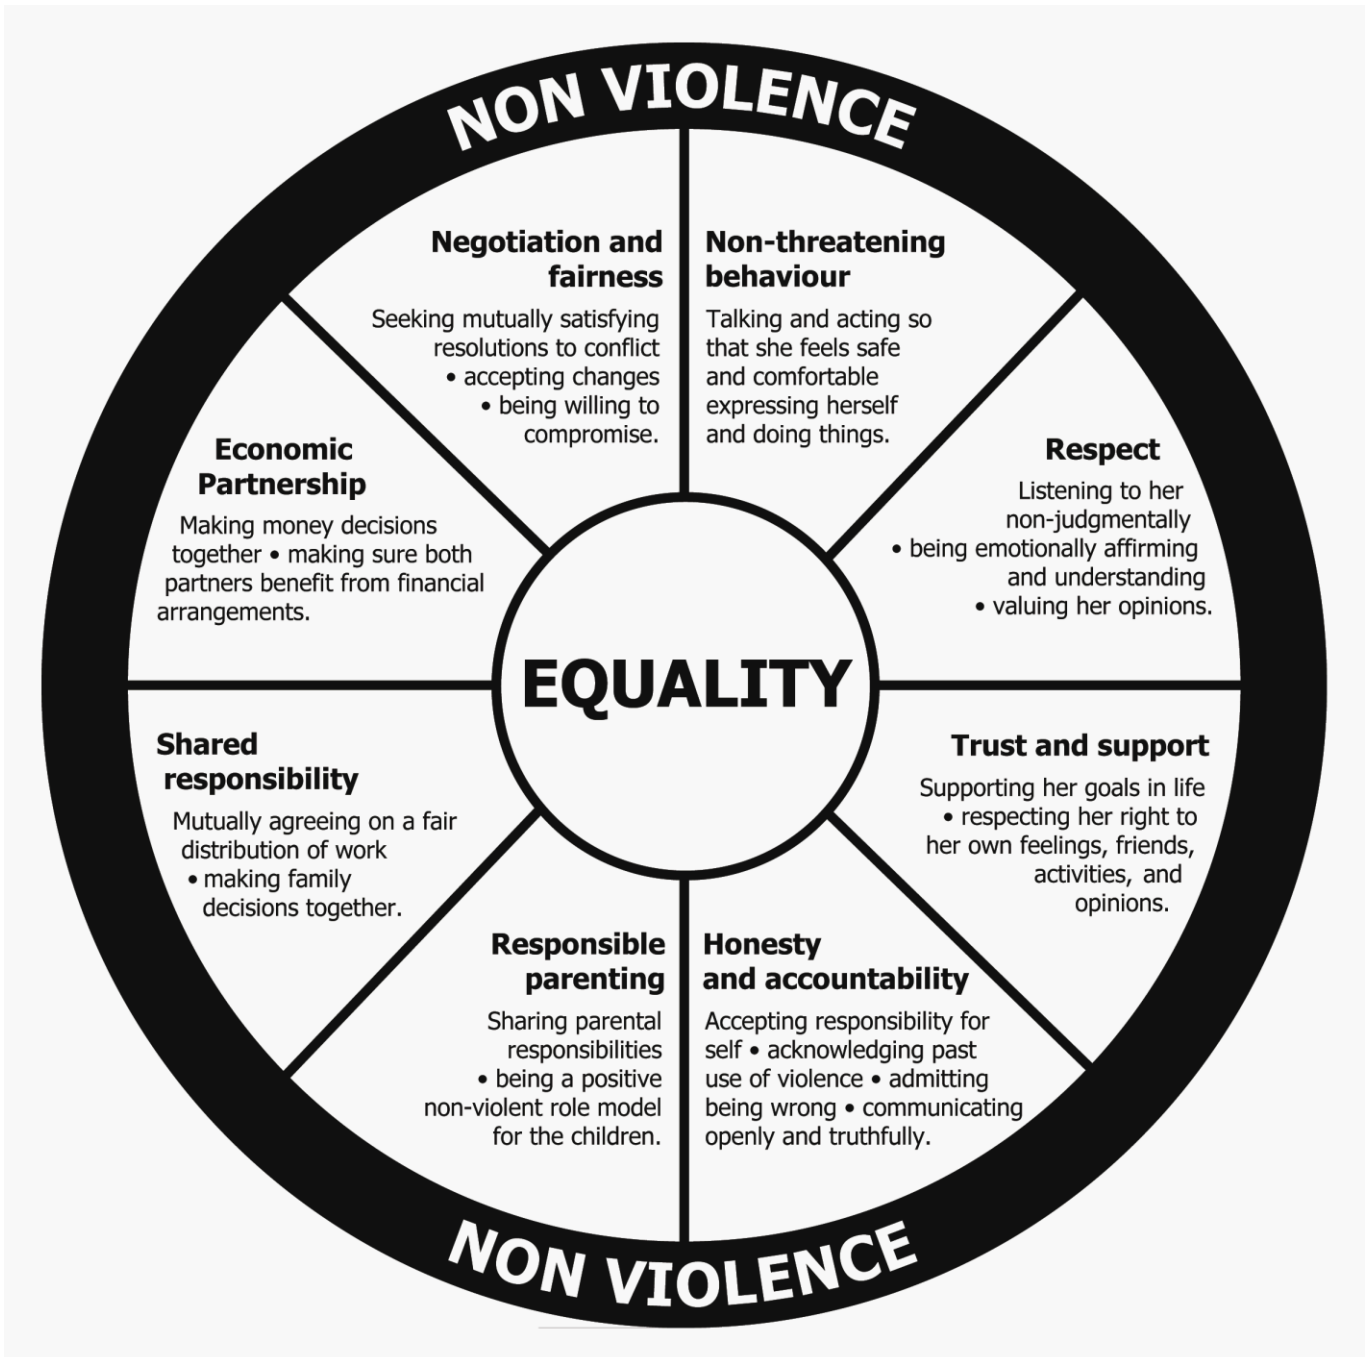 NON VIOLENCE
Negotiation and
fairness
Seeking mutually satisfying
resolutions to conflict
• accepting changes
• being willing to
compromise.
Non-threatening
behaviour
Talking and acting so
that she feels safe
and comfortable
expressing herself
and doing things.
Economic
Partnership
Making money decisions
together • making sure both
partners benefit from financial
arrangements.
Respect
Listening to her
non-judgmentally
• being emotionally affirming
and understanding
• valuing her opinions.
EQUALITY
Shared
responsibility
Mutually agreeing on a fair
distribution of work
• making family
decisions together.
Trust and support
Supporting her goals in life
• respecting her right to
her own feelings, friends,
activities, and
opinions.
Responsible
parenting
Sharing parental
responsibilities
• being a positive
non-violent role model
for the children.
Honesty
and accountability
Accepting responsibility for
self • acknowledging past
use of violence • admitting
being wrong • communicating
openly and truthfully.
NON VIOLENCE